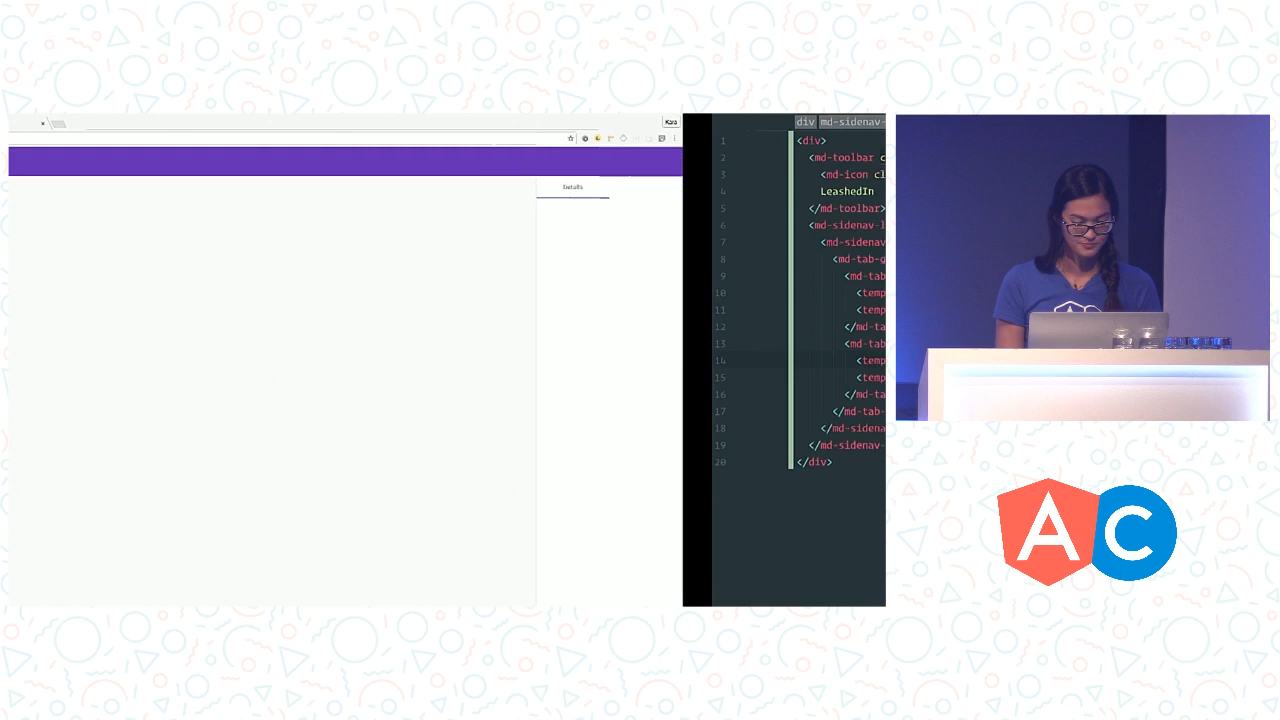 Kara
Details
div md-sidenav-
1 <div>
2 <md-toolbar c
3 <md-icon cl
4 LeashedIn
5 </md-toolbar>
6 <md-sidenav-l
7 <md-sidenav
8 <md-tab-g
9 <md-tab
10 <temp
11 <temp
12 </md-ta
13 <md-tab
14 <temp
15 <temp
16 </md-ta
17 </md-tab-
18 </md-sidena
19 </md-sidenav-
20 </div>
AC